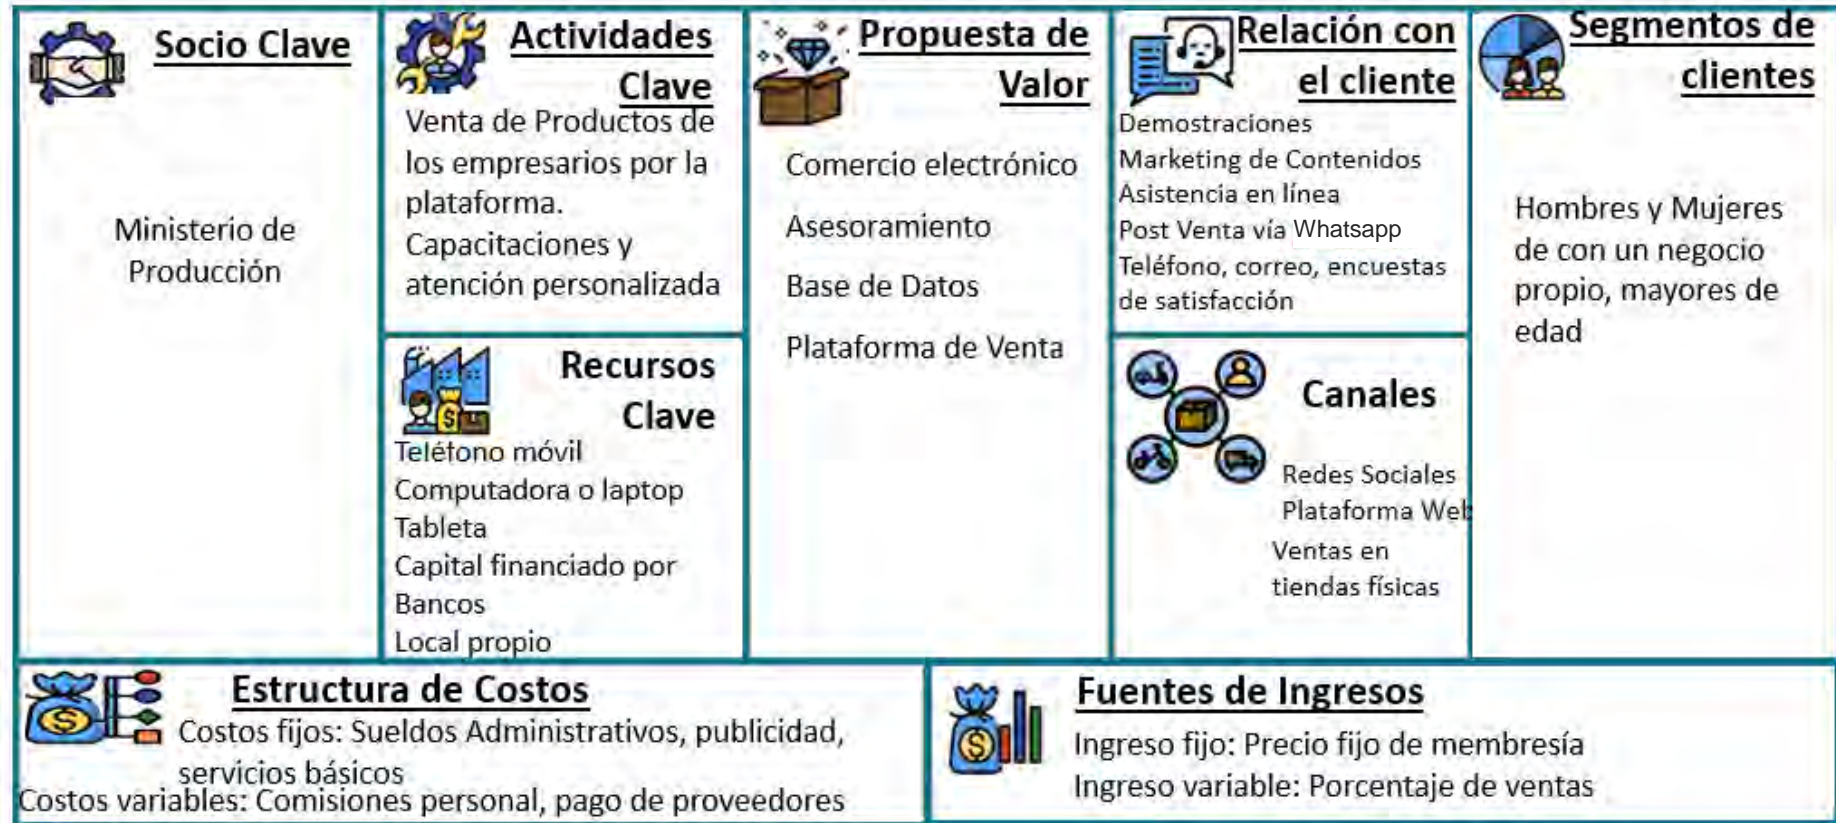 Socio Clave
Ministerio de
Producción
Actividades
Clave
Venta de Productos de
los empresarios por la
plataforma.
Capacitaciones y
atención personalizada
Recursos
Clave
Teléfono móvil
Computadora o laptop
Tableta
Capital financiado por
Bancos
Local propio
Propuesta de
Valor
Comercio electrónico
Asesoramiento
Base de Datos
Plataforma de Venta
Relación con
el cliente
Demostraciones
Marketing de Contenidos
Asistencia en línea
Post Venta vía Whatsapp
Teléfono, correo, encuestas
de satisfacción
Canales
Redes Sociales
Plataforma Web
Ventas en
tiendas físicas
Segmentos de
clientes
Hombres y Mujeres
de con un negocio
propio, mayores de
edad
Estructura de Costos
Costos fijos: Sueldos Administrativos, publicidad,
servicios básicos
Costos variables: Comisiones personal, pago de proveedores
Fuentes de Ingresos
Ingreso fijo: Precio fijo de membresía
Ingreso variable: Porcentaje de ventas